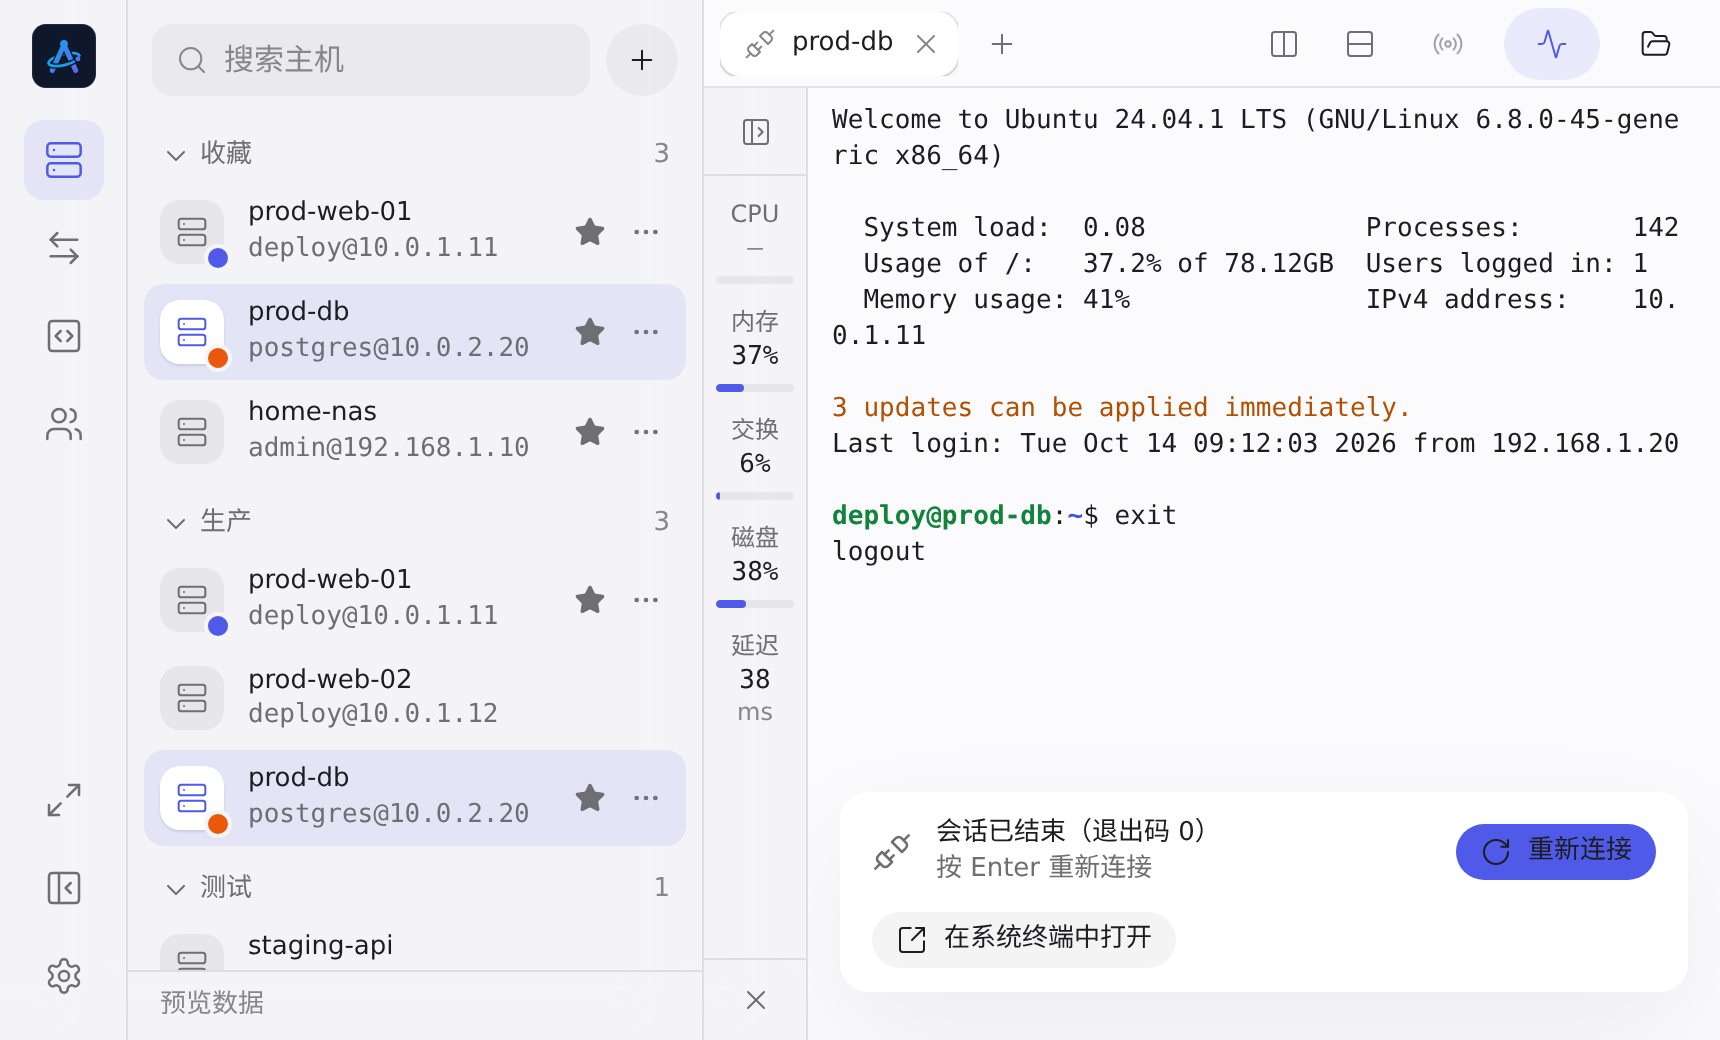 搜索主机
收藏 3
prod-web-01
deploy@10.0.1.11
prod-db
postgres@10.0.2.20
home-nas
admin@192.168.1.10
生产 3
prod-web-01
deploy@10.0.1.11
prod-web-02
deploy@10.0.1.12
prod-db
postgres@10.0.2.20
测试 1
staging-api
预览数据
prod-db
CPU
—
内存
37%
交换
6%
磁盘
38%
延迟
38
ms
Welcome to Ubuntu 24.04.1 LTS (GNU/Linux 6.8.0-45-gene
ric x86_64)
System load: 0.08 Processes: 142
Usage of /: 37.2% of 78.12GB Users logged in: 1
Memory usage: 41% IPv4 address: 10.
0.1.11
3 updates can be applied immediately.
Last login: Tue Oct 14 09:12:03 2026 from 192.168.1.20
deploy@prod-db:~$ exit
logout
会话已结束（退出码 0）
按 Enter 重新连接
重新连接
在系统终端中打开